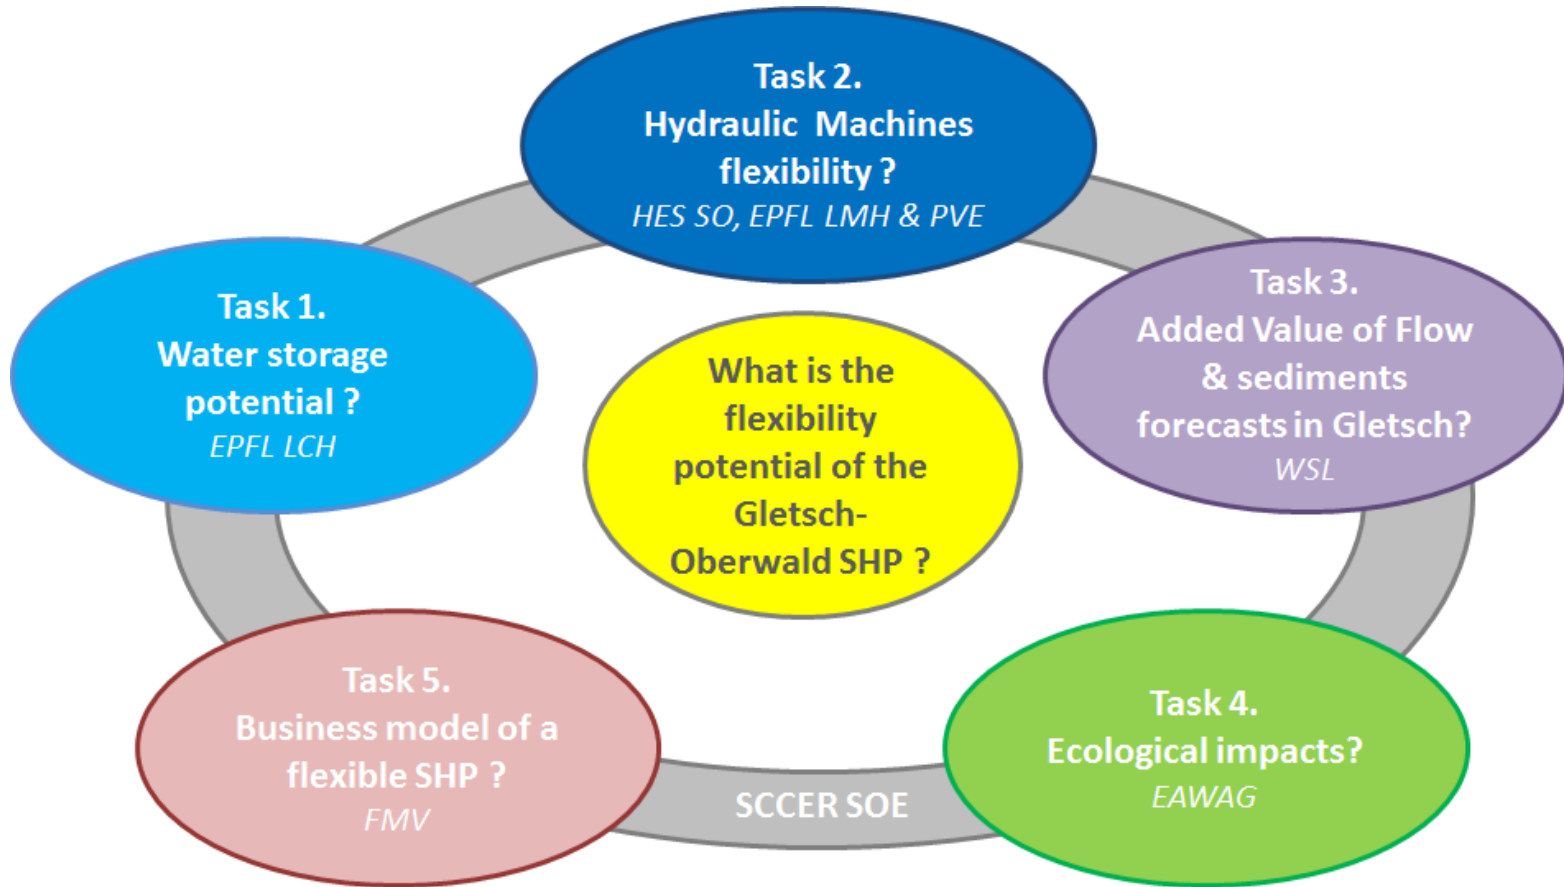 Task 2.
Hydraulic  Machines
flexibility ?
HES SO, EPFL LMH & PVE
Task 1.
Water storage
potential ?
EPFL LCH
Task 3.
Added Value of Flow
& sediments
forecasts in Gletsch?
WSL
What is the
flexibility
potential of the
Gletsch-
Oberwald SHP ?
Task 5.
Business model of a
flexible SHP ?
FMV
Task 4.
Ecological impacts?
EAWAG
SCCER SOE